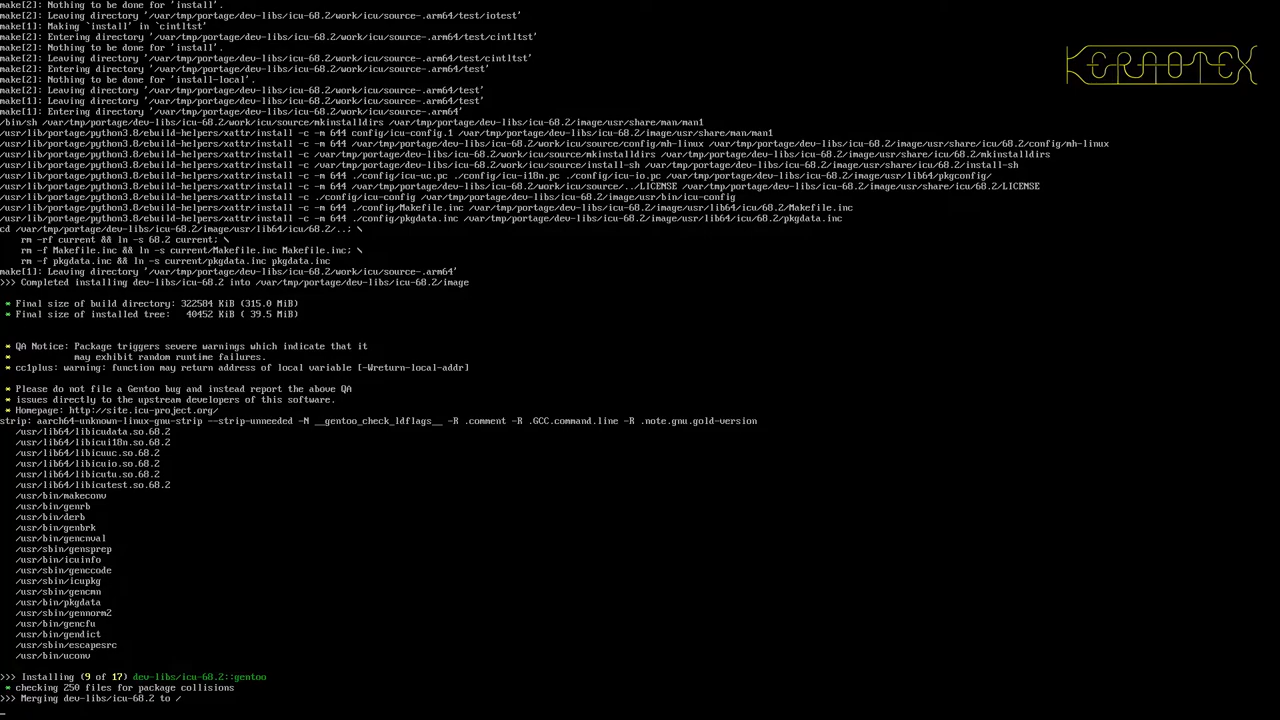 make[2]: Nothing to be done for 'install'.
make[2]: Leaving directory '/var/tmp/portage/dev-libs/icu-68.2/work/icu/source-.arm64/test/iotest'
make[1]: Making `install' in `cintltst'
make[2]: Entering directory '/var/tmp/portage/dev-libs/icu-68.2/work/icu/source-.arm64/test/cintltst'
make[2]: Nothing to be done for 'install'.
make[2]: Leaving directory '/var/tmp/portage/dev-libs/icu-68.2/work/icu/source-.arm64/test/cintltst'
make[2]: Entering directory '/var/tmp/portage/dev-libs/icu-68.2/work/icu/source-.arm64/test'
make[2]: Nothing to be done for 'install-local'.
make[2]: Leaving directory '/var/tmp/portage/dev-libs/icu-68.2/work/icu/source-.arm64/test'
make[1]: Leaving directory '/var/tmp/portage/dev-libs/icu-68.2/work/icu/source-.arm64/test'
make[1]: Entering directory '/var/tmp/portage/dev-libs/icu-68.2/work/icu/source-.arm64'
/bin/sh /var/tmp/portage/dev-libs/icu-68.2/work/icu/source/mkinstalldirs /var/tmp/portage/dev-libs/icu-68.2/image/usr/share/man/man1
/usr/lib/portage/python3.8/ebuild-helpers/xattr/install -c -m 644 config/icu-config.1 /var/tmp/portage/dev-libs/icu-68.2/image/usr/share/man/man1
/usr/lib/portage/python3.8/ebuild-helpers/xattr/install -c -m 644 /var/tmp/portage/dev-libs/icu-68.2/work/icu/source/config/mh-linux /var/tmp/portage/dev-libs/icu-68.2/image/usr/share/icu/68.2/config/mh-linux
/usr/lib/portage/python3.8/ebuild-helpers/xattr/install -c /var/tmp/portage/dev-libs/icu-68.2/work/icu/source/mkinstalldirs /var/tmp/portage/dev-libs/icu-68.2/image/usr/share/icu/68.2/mkinstalldirs
/usr/lib/portage/python3.8/ebuild-helpers/xattr/install -c /var/tmp/portage/dev-libs/icu-68.2/work/icu/source/install-sh /var/tmp/portage/dev-libs/icu-68.2/image/usr/share/icu/68.2/install-sh
/usr/lib/portage/python3.8/ebuild-helpers/xattr/install -c -m 644 ./config/icu-uc.pc ./config/icu-i18n.pc ./config/icu-io.pc /var/tmp/portage/dev-libs/icu-68.2/image/usr/lib64/pkgconfig/
/usr/lib/portage/python3.8/ebuild-helpers/xattr/install -c -m 644 /var/tmp/portage/dev-libs/icu-68.2/work/icu/source/../LICENSE /var/tmp/portage/dev-libs/icu-68.2/image/usr/share/icu/68.2/LICENSE
/usr/lib/portage/python3.8/ebuild-helpers/xattr/install -c ./config/icu-config /var/tmp/portage/dev-libs/icu-68.2/image/usr/bin/icu-config
/usr/lib/portage/python3.8/ebuild-helpers/xattr/install -c -m 644 ./config/Makefile.inc /var/tmp/portage/dev-libs/icu-68.2/image/usr/lib64/icu/68.2/Makefile.inc
/usr/lib/portage/python3.8/ebuild-helpers/xattr/install -c -m 644 ./config/pkgdata.inc /var/tmp/portage/dev-libs/icu-68.2/image/usr/lib64/icu/68.2/pkgdata.inc
cd /var/tmp/portage/dev-libs/icu-68.2/image/usr/lib64/icu/68.2/..; \
rm -rf current && ln -s 68.2 current; \
rm -f Makefile.inc && ln -s current/Makefile.inc Makefile.inc; \
rm -f pkgdata.inc && ln -s current/pkgdata.inc pkgdata.inc
make[1]: Leaving directory '/var/tmp/portage/dev-libs/icu-68.2/work/icu/source-.arm64'
>>> Completed installing dev-libs/icu-68.2 into /var/tmp/portage/dev-libs/icu-68.2/image
* Final size of build directory: 322584 KiB (315.0 MiB)
* Final size of installed tree: 40452 KiB ( 39.5 MiB)
* QA Notice: Package triggers severe warnings which indicate that it
* may exhibit random runtime failures.
* cc1plus: warning: function may return address of local variable [-Wreturn-local-addr]
* Please do not file a Gentoo bug and instead report the above QA
* issues directly to the upstream developers of this software.
* Homepage: http://site.icu-project.org/
strip: aarch64-unknown-linux-gnu-strip --strip-unneeded -N __gentoo_check_ldflags__ -R .comment -R .GCC.command.line -R .note.gnu.gold-version
/usr/lib64/libicudata.so.68.2
/usr/lib64/libicui18n.so.68.2
/usr/lib64/libicuuc.so.68.2
/usr/lib64/libicuio.so.68.2
/usr/lib64/libicutu.so.68.2
/usr/lib64/libicutest.so.68.2
/usr/bin/makeconv
/usr/bin/genrb
/usr/bin/derb
/usr/bin/genbrk
/usr/bin/gencnval
/usr/sbin/gensprep
/usr/bin/icuinfo
/usr/sbin/genccode
/usr/sbin/icupkg
/usr/sbin/gencmn
/usr/bin/pkgdata
/usr/sbin/gennorm2
/usr/bin/gencfu
/usr/bin/gendict
/usr/sbin/escapesrc
/usr/bin/uconv
>>> Installing (9 of 17) dev-libs/icu-68.2::gentoo
* checking 250 files for package collisions
>>> Merging dev-libs/icu-68.2 to /
KERAOTEX